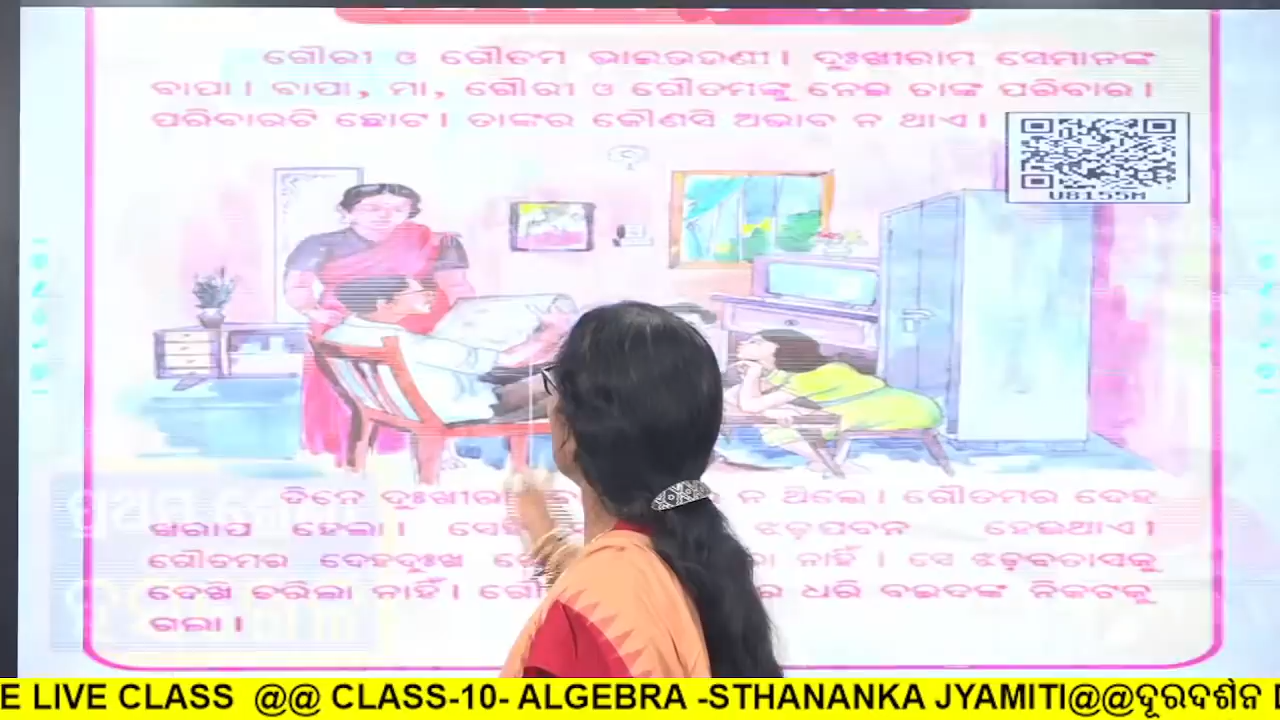 ଗୌରୀ ଓ ଗୌତମ ଭାଇଭଉଣୀ। ଦୁଃଖୀରାମ ସେମାନଙ୍କ
ବାପା। ବାପା, ମା, ଗୌରୀ ଓ ଗୌତମଙ୍କୁ ନେଇ ତାଙ୍କ ପରିବାର।
ପରିବାରଟି ଛୋଟ। ତାଙ୍କର କୌଣସି ଅଭାବ ନ ଥାଏ।
U8155H
ଦିନେ ଦୁଃଖୀରା ନ ଥିଲେ। ଗୌତମର ଦେହ
ଖରାପ ହେଲା। ଝଡ଼ପବନ ହେଉଥାଏ।
ଗୌତମର ଦେହଦୁଃଖ ନାହିଁ। ସେ ଝଡ଼ବତାସକୁ
ଦେଖି ଡରିଲା ନାହିଁ। ଧରି ବଇଦଙ୍କ ନିକଟକୁ
ଗଲା।
E LIVE CLASS @@ CLASS-10- ALGEBRA -STHANANKA JYAMITI@@ଦୂରଦର୍ଶନ